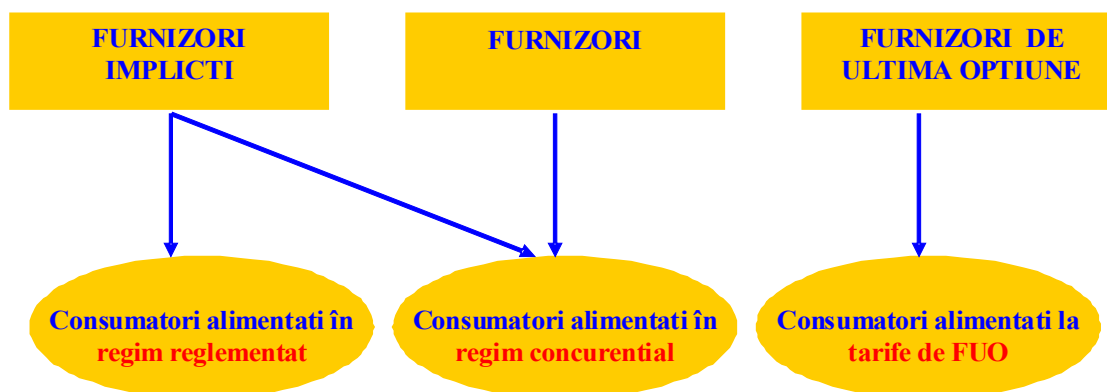 FURNIZORI
IMPLICTI
FURNIZORI
FURNIZORI DE
ULTIMA OPTIUNE
Consumatori alimentati în
regim reglementat
Consumatori alimentati în
regim concurential
Consumatori alimentati la
tarife de FUO